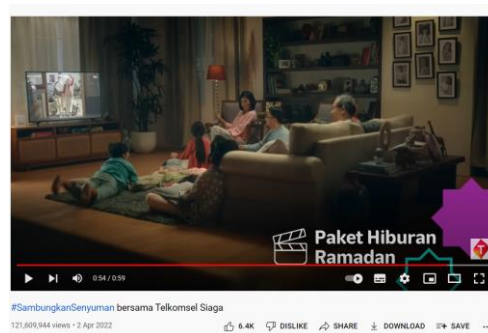 Paket Hiburan
Ramadan
T
0:54 / 0:59
#SambungkanSenyuman bersama Telkomsel Siaga
121,609,944 views • 2 Apr 2022
6.4K DISLIKE SHARE DOWNLOAD SAVE ...